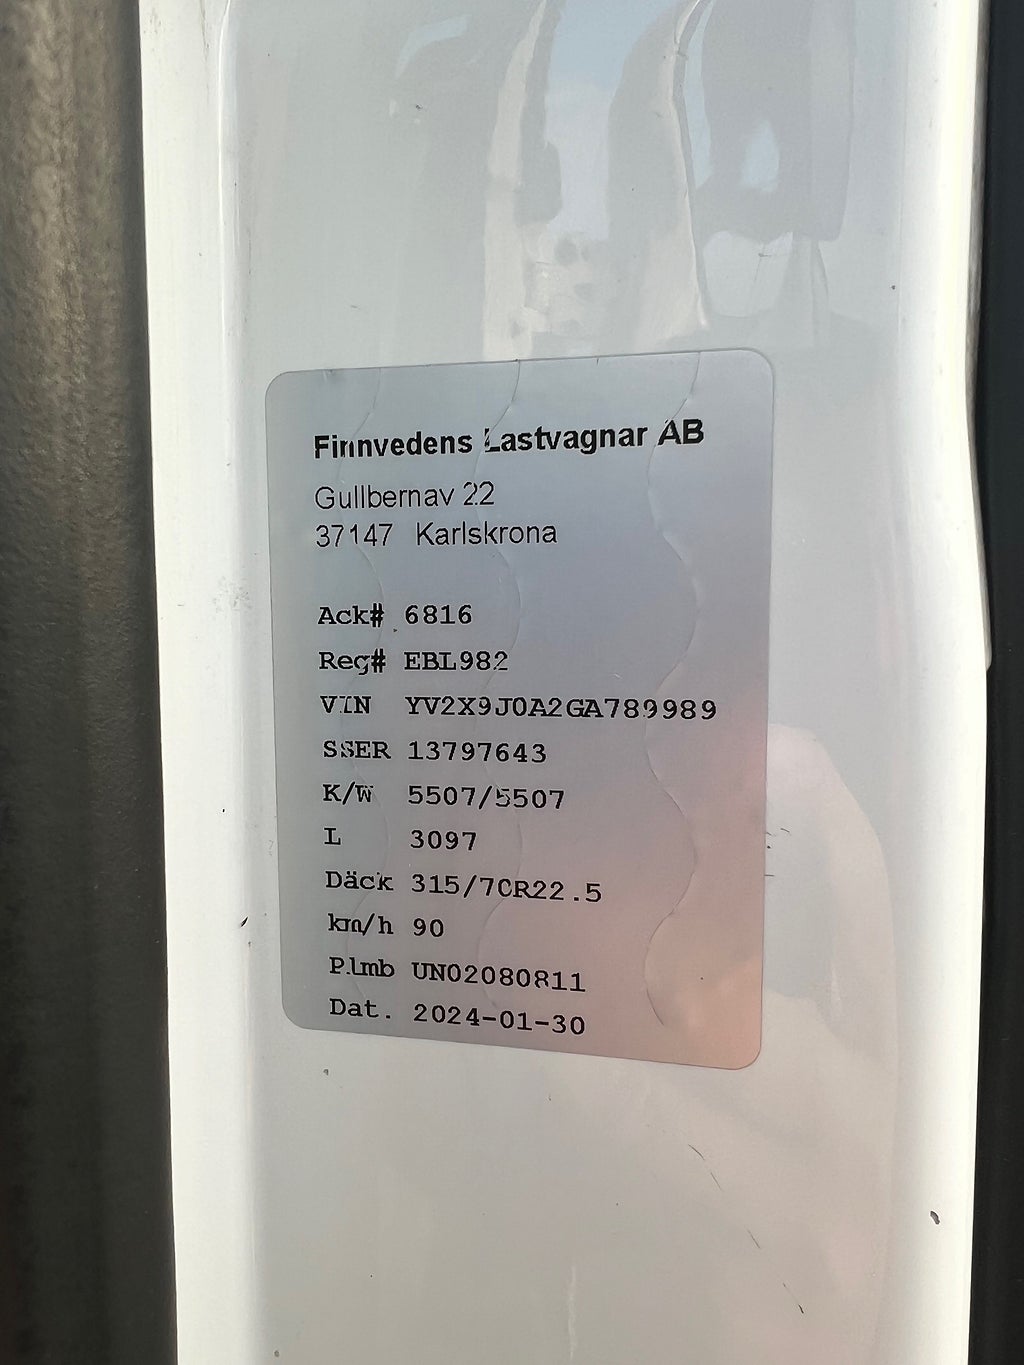 Finnvedens Lastvagnar AB
Gullbernav 22
37147 Karlskrona
Ack# 6816
Reg# EBL982
VIN YV2X9J0A2GA789989
SSER 13797643
K/W 5507/5507
L 3097
Däck 315/70R22.5
km/h 90
Plmb UN02080811
Dat. 2024-01-30